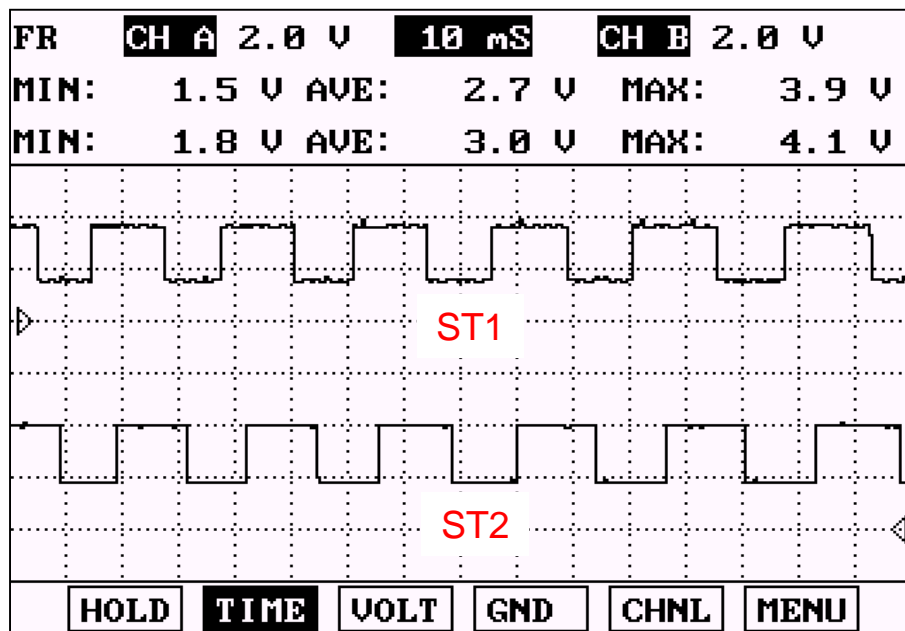 FR CH A 2.0 V 10 mS CH B 2.0 V
MIN: 1.5 V AVE: 2.7 V MAX: 3.9 V
MIN: 1.8 V AVE: 3.0 V MAX: 4.1 V
ST1
ST2
HOLD TIME VOLT GND CHNL MENU